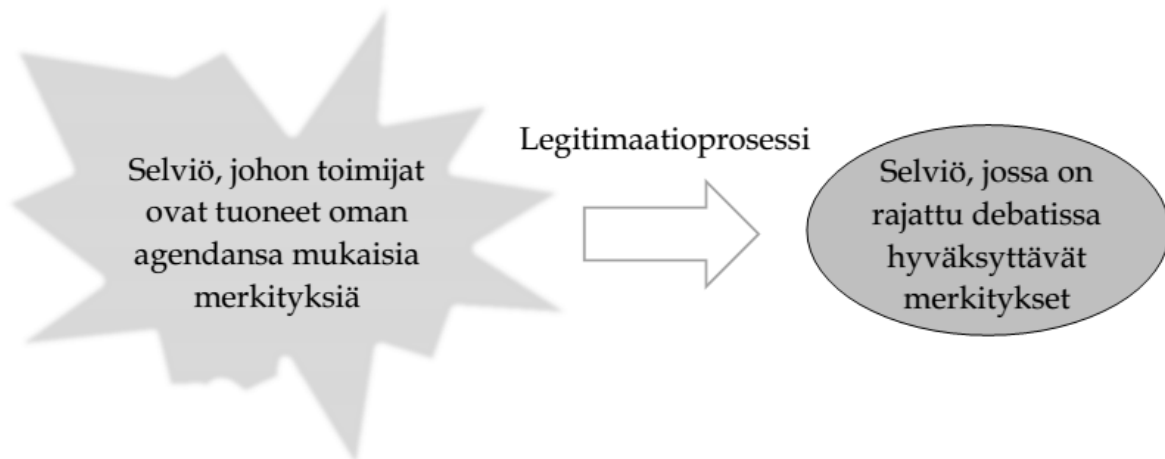 Selviö, johon toimijat
ovat tuoneet oman
agendansa mukaisia
merkityksiä
Legitimaatioprosessi
Selviö, jossa on
rajattu debatissa
hyväksyttävät
merkitykset